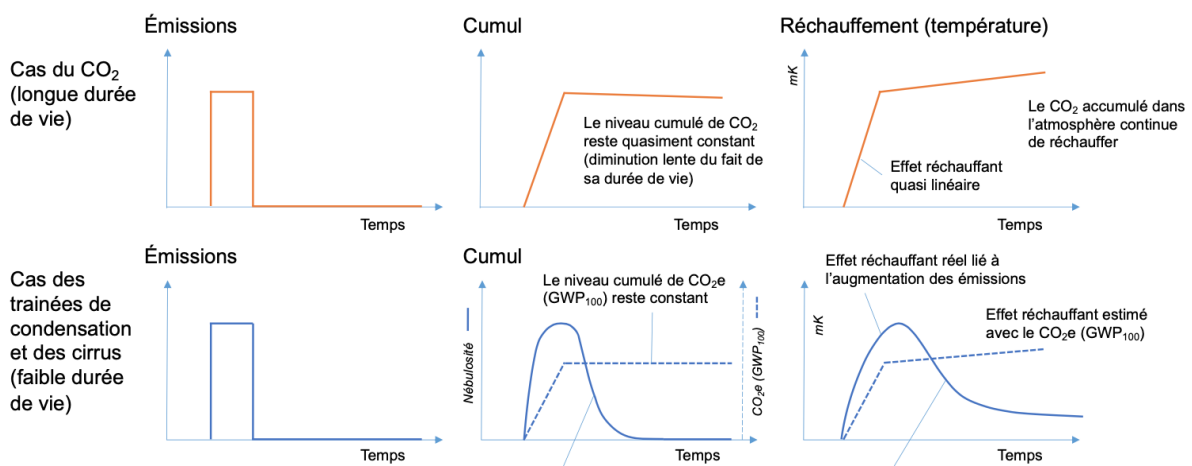 Émissions
Cumul
Réchauffement (température)
Cas du CO₂
(longue durée
de vie)
mK
Le niveau cumulé de CO₂
reste quasiment constant
(diminution lente du fait de
sa durée de vie)
Le CO₂ accumulé dans
l’atmosphère continue
de réchauffer
Effet réchauffant
quasi linéaire
Temps
Temps
Temps
Émissions
Cumul
Effet réchauffant réel lié à
l’augmentation des émissions
Cas des
trainées de
condensation
et des cirrus
(faible durée
de vie)
Le niveau cumulé de CO₂e
(GWP₁₀₀) reste constant
Nébulosité
CO₂e (GWP₁₀₀)
mK
Effet réchauffant estimé
avec le CO₂e (GWP₁₀₀)
Temps
Temps
Temps